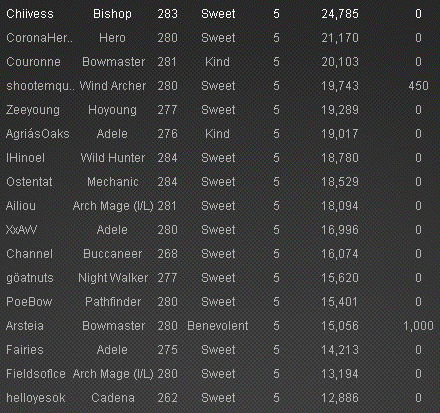 Chiivess Bishop 283 Sweet 5 24,785 0
CoronaHer.. Hero 280 Sweet 5 21,170 0
Couronne Bowmaster 281 Kind 5 20,103 0
shootemqu.. Wind Archer 280 Sweet 5 19,743 450
Zeeyoung Hoyoung 277 Sweet 5 19,289 0
AgriásOaks Adele 276 Kind 5 19,017 0
IHinoel Wild Hunter 284 Sweet 5 18,780 0
Ostentat Mechanic 284 Sweet 5 18,529 0
Ailiou Arch Mage (I/L) 281 Sweet 5 18,094 0
XxAvV Adele 280 Sweet 5 16,996 0
Channel Buccaneer 268 Sweet 5 16,074 0
göatnuts Night Walker 277 Sweet 5 15,620 0
PoeBow Pathfinder 280 Sweet 5 15,401 0
Arsteia Bowmaster 280 Benevolent 5 15,056 1,000
Fairies Adele 275 Sweet 5 14,213 0
FieldsofIce Arch Mage (I/L) 280 Sweet 5 13,194 0
helloyesok Cadena 262 Sweet 5 12,886 0